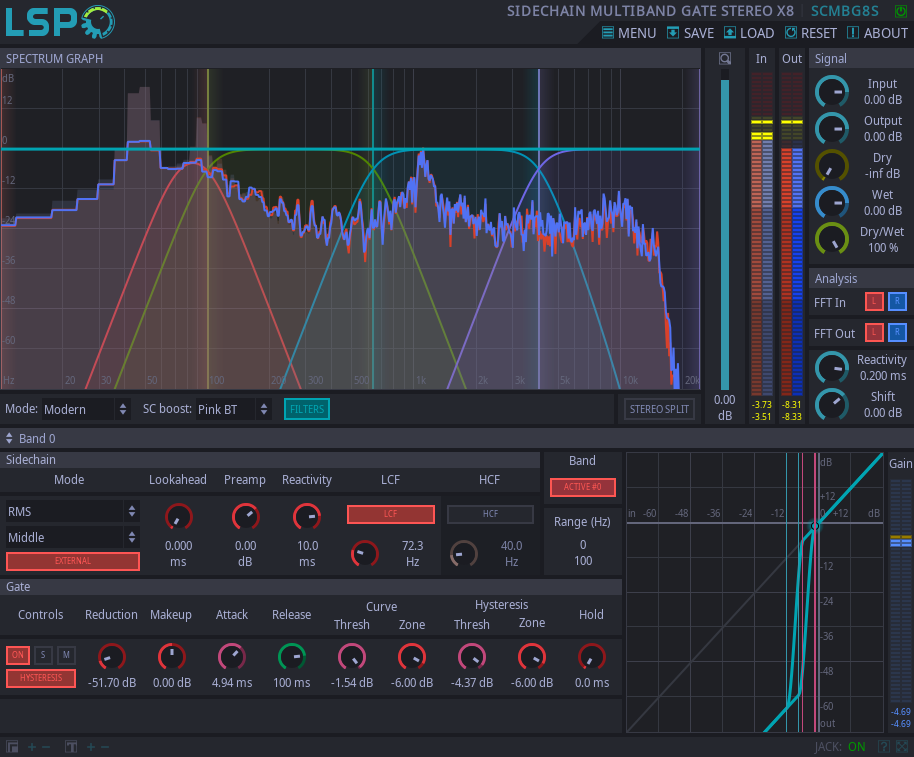 LSP
SIDECHAIN MULTIBAND GATE STEREO X8 SCMBG8S
MENU SAVE LOAD RESET ABOUT
SPECTRUM GRAPH
dB
12
0
-12
-24
-36
-48
-60
Hz 20 30 50 100 200 300 500 1k 2k 3k 5k 10k 20k
0.00
dB
In Out
-3.73 -8.31
-3.51 -8.33
Signal
Input
0.00 dB
Output
0.00 dB
Dry
-inf dB
Wet
0.00 dB
Dry/Wet
100 %
Analysis
FFT In L R
FFT Out L R
Reactivity
0.200 ms
Shift
0.00 dB
Mode: Modern SC boost: Pink BT FILTERS STEREO SPLIT
Band 0
Sidechain
Mode Lookahead Preamp Reactivity LCF HCF
RMS
Middle
EXTERNAL
0.000
ms
0.00
dB
10.0
ms
LCF
72.3
Hz
HCF
40.0
Hz
Band
ACTIVE #0
Range (Hz)
0
100
Gate
Controls Reduction Makeup Attack Release Curve Hysteresis Hold
Thresh Zone Thresh Zone
ON S M
HYSTERESIS
-51.70 dB 0.00 dB 4.94 ms 100 ms -1.54 dB -6.00 dB -4.37 dB -6.00 dB 0.0 ms
dB
+12
in -60 -48 -36 -24 -12 0 +12 dB
-12
-24
-36
-48
-60
out
Gain
-4.69
-4.69
JACK: ON